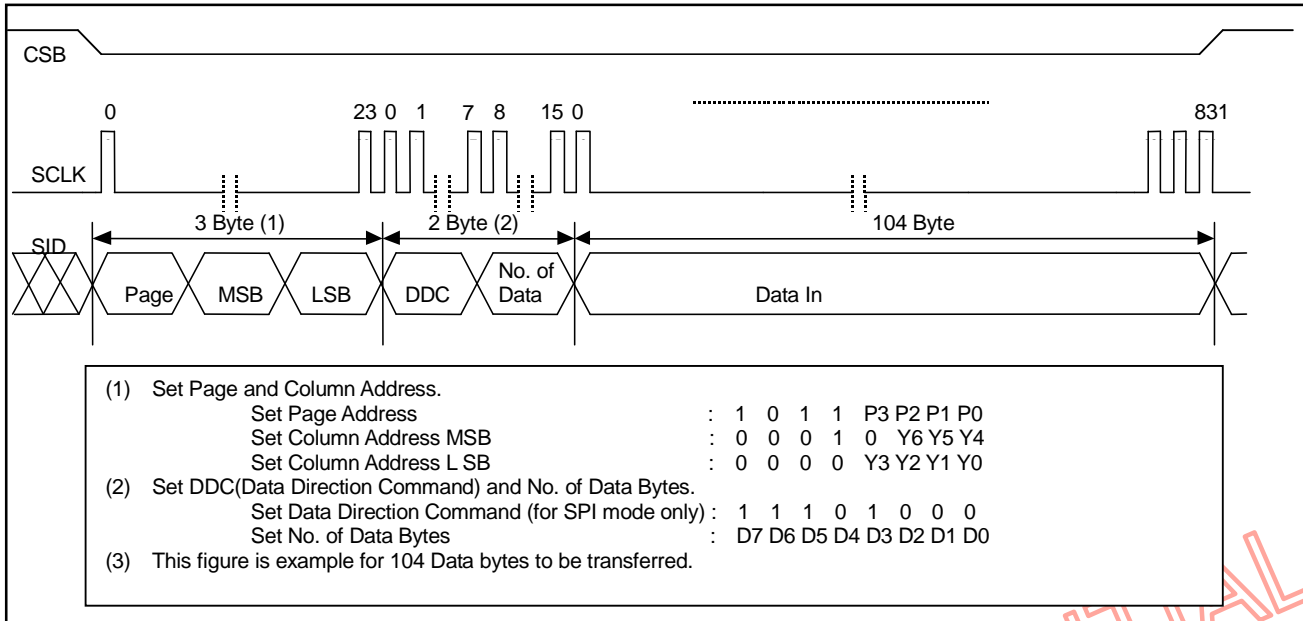 CSB
0 23 0 1 7 8 15 0 831
SCLK
3 Byte (1) 2 Byte (2) 104 Byte
SID
Page MSB LSB DDC No. of Data Data In
(1) Set Page and Column Address.
Set Page Address : 1 0 1 1 P3 P2 P1 P0
Set Column Address MSB : 0 0 0 1 0 Y6 Y5 Y4
Set Column Address L SB : 0 0 0 0 Y3 Y2 Y1 Y0
(2) Set DDC(Data Direction Command) and No. of Data Bytes.
Set Data Direction Command (for SPI mode only) : 1 1 1 0 1 0 0 0
Set No. of Data Bytes : D7 D6 D5 D4 D3 D2 D1 D0
(3) This figure is example for 104 Data bytes to be transferred.